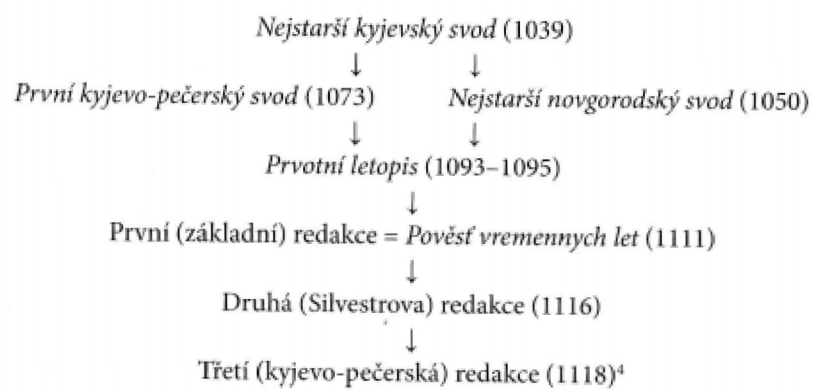 Nejstarší kyjevský svod (1039)
↓ ↓
První kyjevo-pečerský svod (1073) Nejstarší novgorodský svod (1050)
↓ ↓
Prvotní letopis (1093–1095)
↓
První (základní) redakce = Pověsť vremennych let (1111)
↓
Druhá (Silvestrova) redakce (1116)
↓
Třetí (kyjevo-pečerská) redakce (1118)⁴